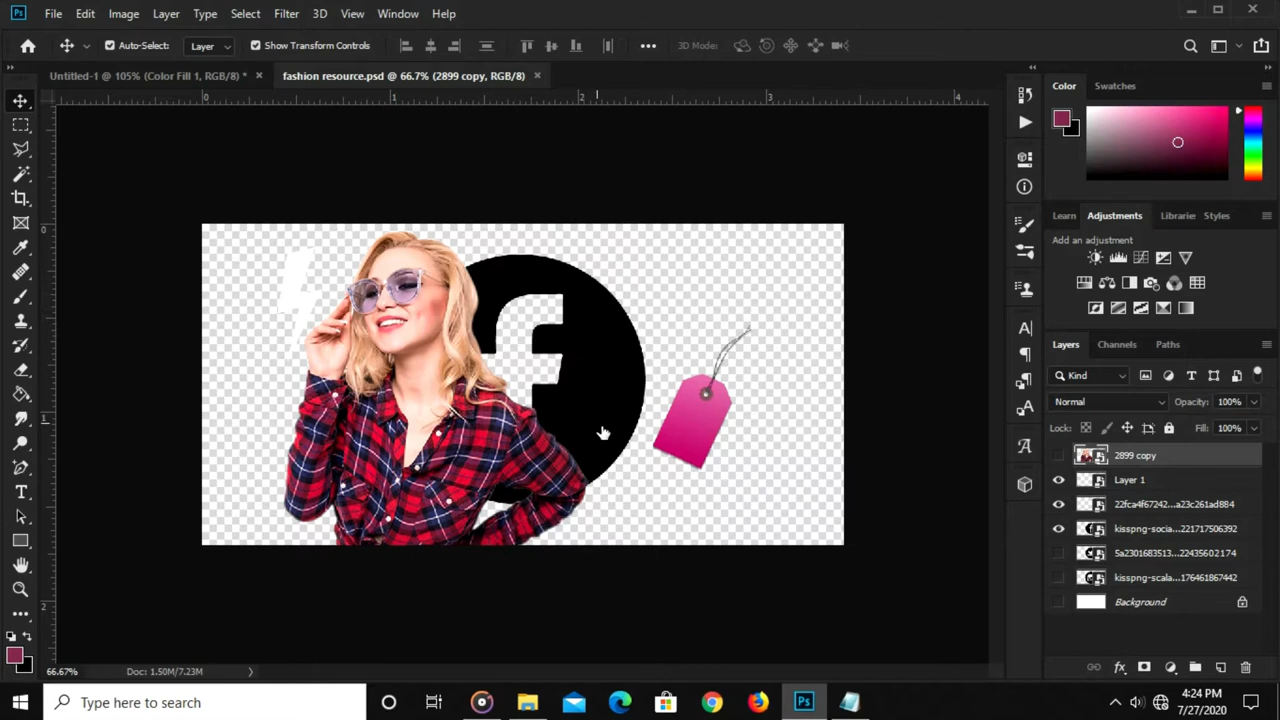 Ps File Edit Image Layer Type Select Filter 3D View Window Help
Auto-Select: Layer Show Transform Controls 3D Mode:
Untitled-1 @ 105% (Color Fill 1, RGB/8) * fashion resource.psd @ 66.7% (2899 copy, RGB/8)
0 1 2 3 4
0
1
2
f
Color Swatches
Learn Adjustments Librarie Styles
Add an adjustment
Layers Channels Paths
Kind
Normal Opacity: 100%
Lock: Fill: 100%
2899 copy
Layer 1
22fca4f67242...a23c261ad884
kisspng-socia...221717506392
5a2301683513...22435602174
kisspng-scala...176461867442
Background
66.67% Doc: 1.50M/7.23M
Type here to search
4:24 PM
7/27/2020